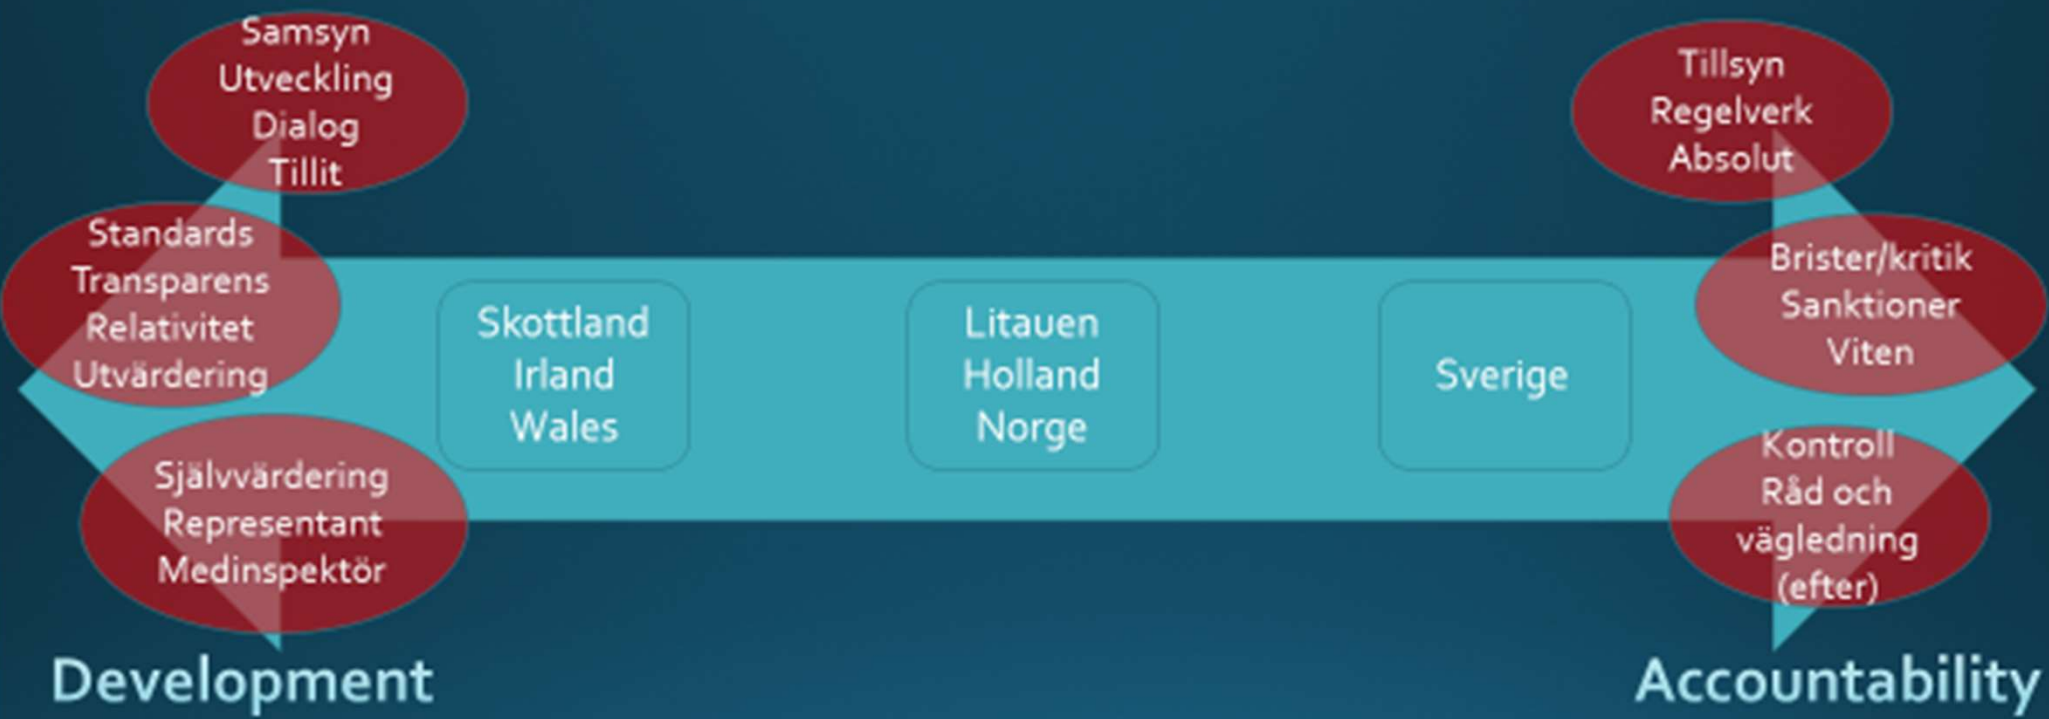 Samsyn
Utveckling
Dialog
Tillit
Standards
Transparens
Relativitet
Utvärdering
Självvärdering
Representant
Medinspektör
Development
Skottland
Irland
Wales
Litauen
Holland
Norge
Sverige
Tillsyn
Regelverk
Absolut
Brister/kritik
Sanktioner
Viten
Kontroll
Råd och
vägledning
(efter)
Accountability